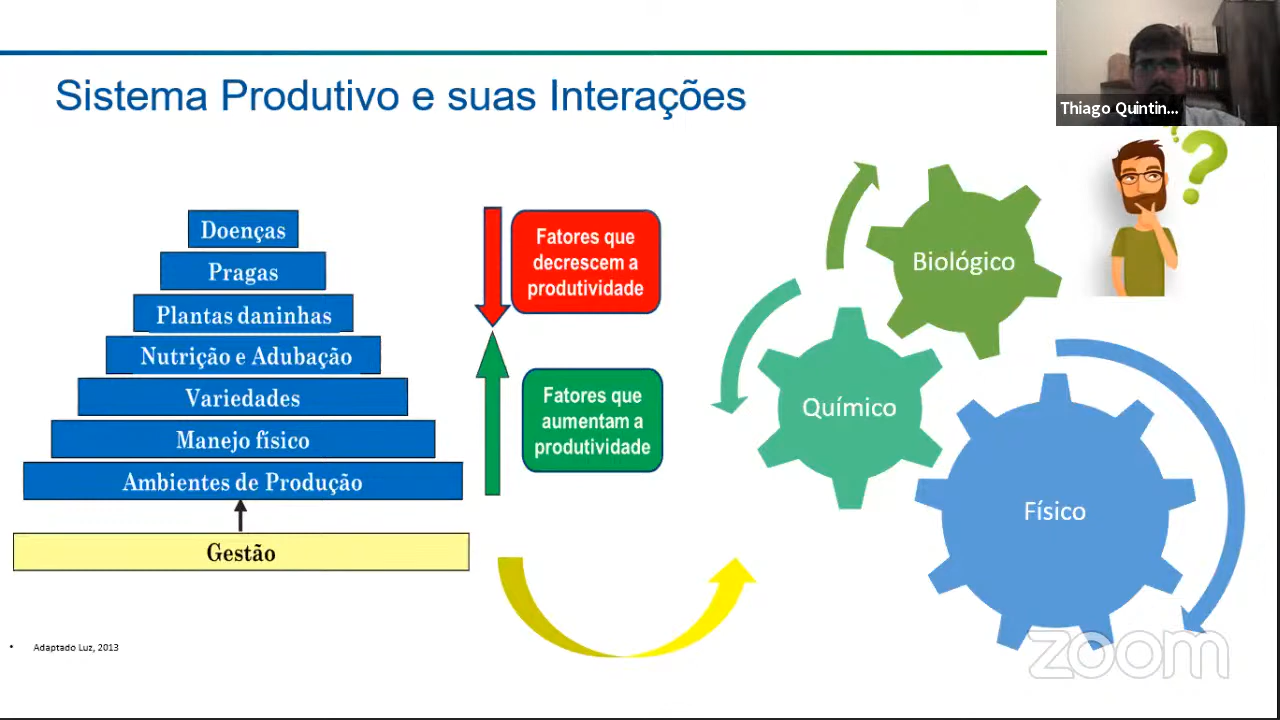 Sistema Produtivo e suas Interações
Thiago Quintin...
Doenças
Pragas
Plantas daninhas
Nutrição e Adubação
Variedades
Manejo físico
Ambientes de Produção
Gestão
Fatores que
decrescem a
produtividade
Fatores que
aumentam a
produtividade
Biológico
Químico
Físico
• Adaptado Luz, 2013
zoom